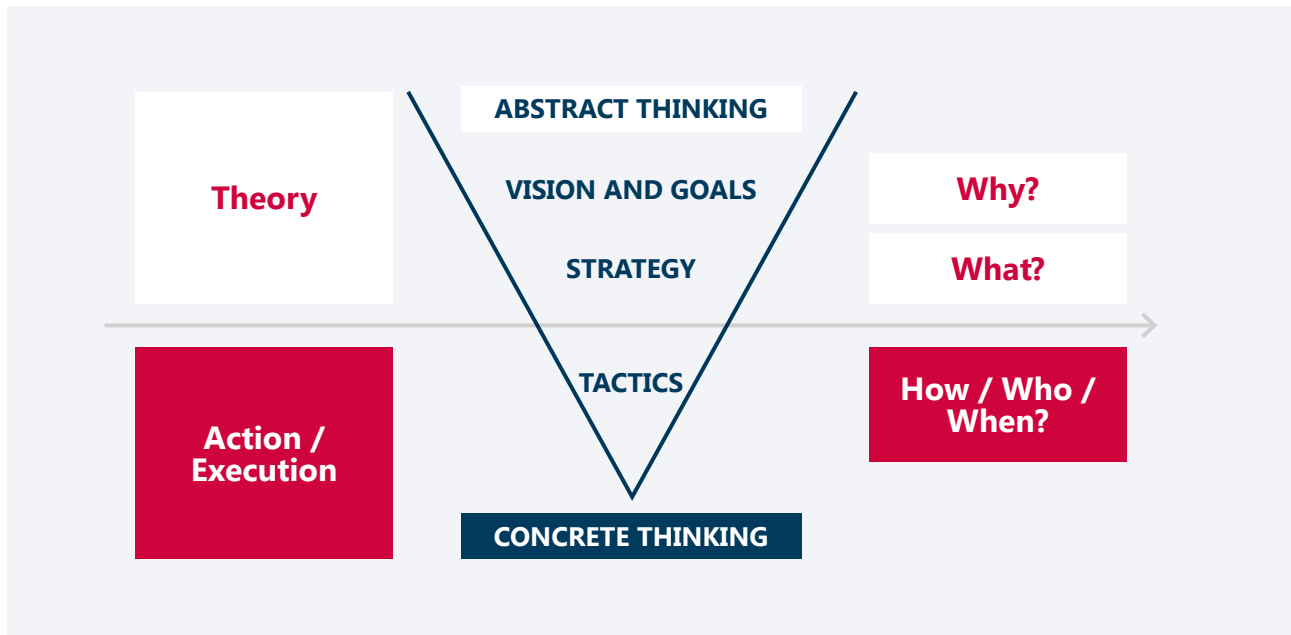 ABSTRACT THINKING
Theory
VISION AND GOALS
Why?
STRATEGY
What?
TACTICS
How / Who /
When?
Action /
Execution
CONCRETE THINKING